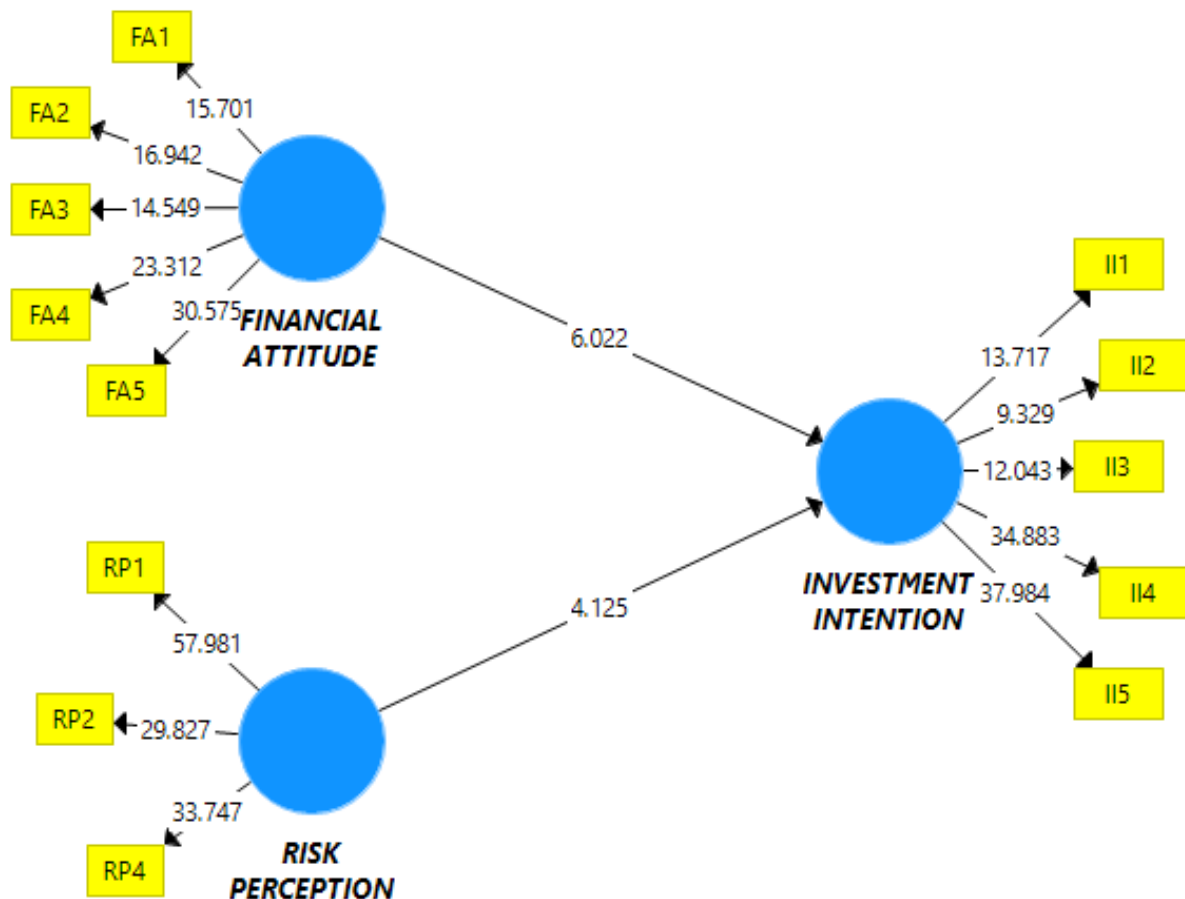 FA1
15.701
FA2
16.942
FA3
14.549
23.312
FA4
30.575
FINANCIAL
ATTITUDE
FA5
6.022
II1
13.717
II2
9.329
II3
12.043
34.883
INVESTMENT
INTENTION
37.984
II4
II5
RP1
57.981
4.125
RP2
29.827
33.747
RP4
RISK
PERCEPTION